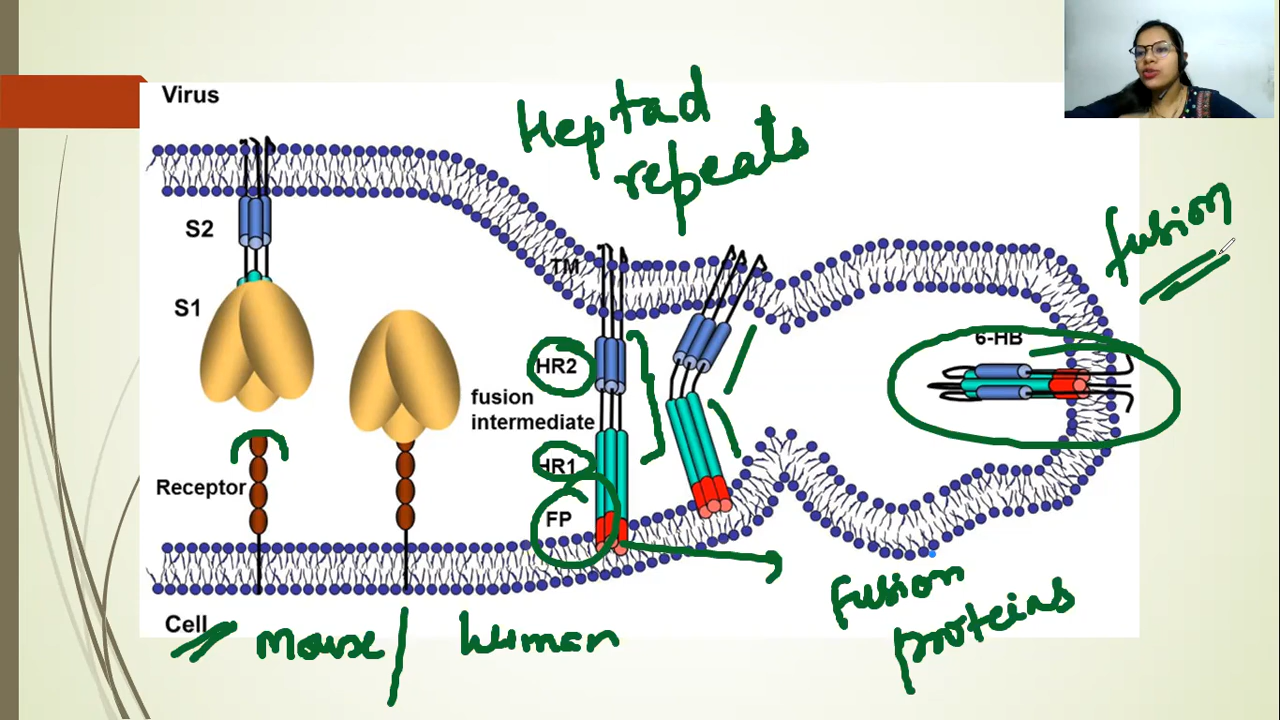 Virus
Heptad
repeats
S2
fusion
TM
S1
6-HB
HR2
fusion
intermediate
HR1
Receptor
FP
fusion
proteins
Cell
mouse / human